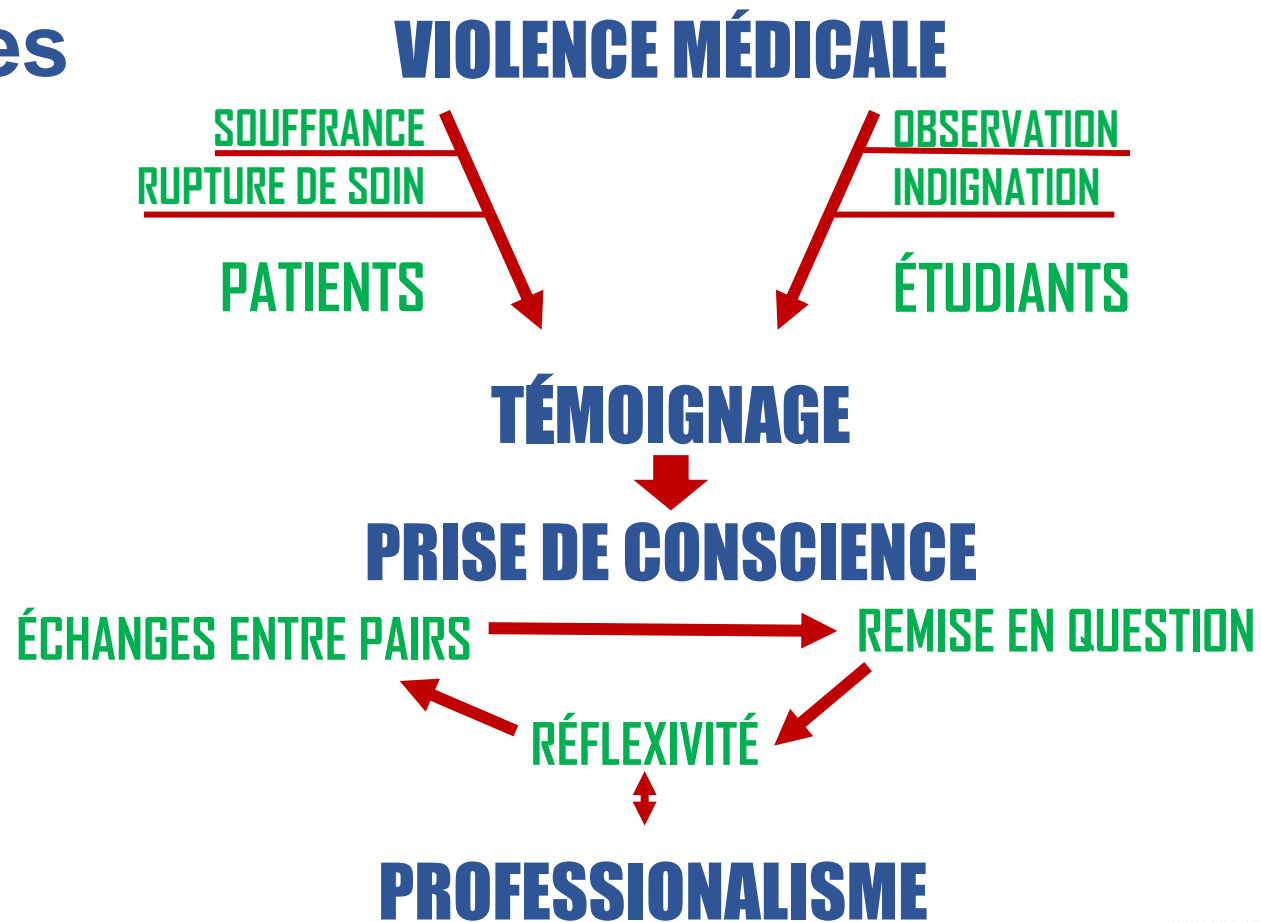 es
VIOLENCE MÉDICALE
SOUFFRANCE
RUPTURE DE SOIN
PATIENTS
OBSERVATION
INDIGNATION
ÉTUDIANTS
TÉMOIGNAGE
PRISE DE CONSCIENCE
ÉCHANGES ENTRE PAIRS
REMISE EN QUESTION
RÉFLEXIVITÉ
PROFESSIONALISME